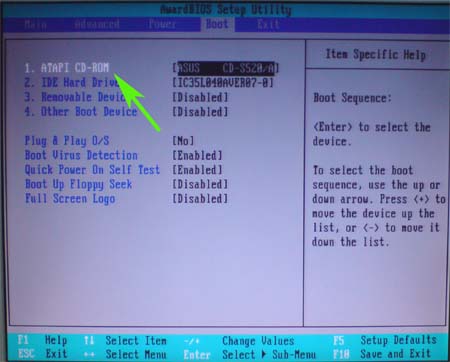 AwardBIOS Setup Utility
Main Advanced Power Boot Exit
1. ATAPI CD-ROM [ASUS CD-S520/A]
2. IDE Hard Drive [IC35L040AVER07-0]
3. Removable Device [Disabled]
4. Other Boot Device [Disabled]
Plug & Play O/S [No]
Boot Virus Detection [Enabled]
Quick Power On Self Test [Enabled]
Boot Up Floppy Seek [Disabled]
Full Screen Logo [Disabled]
Item Specific Help
Boot Sequence:
<Enter> to select the
device.
To select the boot
sequence, use the up or
down arrow. Press <+> to
move the device up the
list, or <-> to move it
down the list.
F1 Help ↑↓ Select Item -/+ Change Values F5 Setup Defaults
ESC Exit ↔ Select Menu Enter Select ▸ Sub-Menu F10 Save and Exit